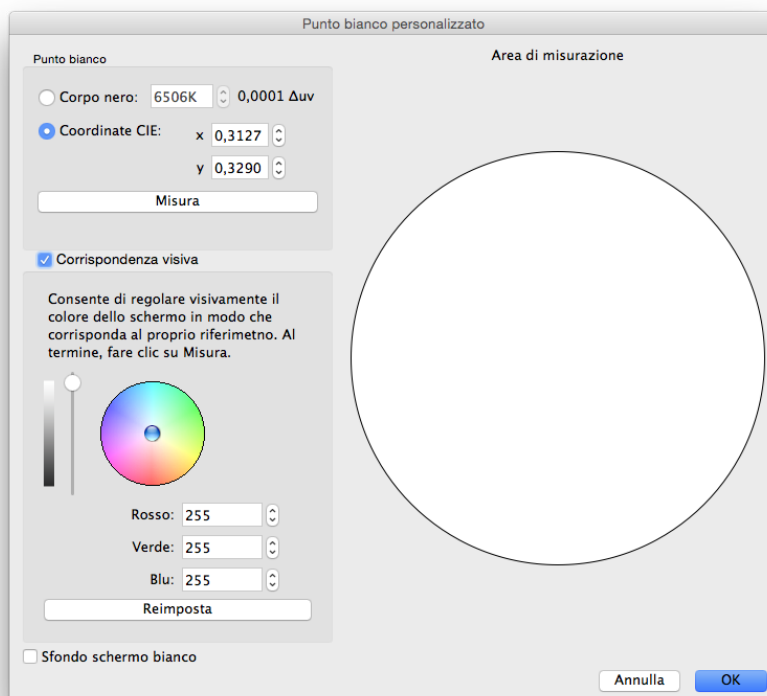 Punto bianco personalizzato
Punto bianco
Area di misurazione
Corpo nero: 6506K 0,0001 Δuv
Coordinate CIE: x 0,3127
y 0,3290
Misura
Corrispondenza visiva
Consente di regolare visivamente il
colore dello schermo in modo che
corrisponda al proprio riferimetno. Al
termine, fare clic su Misura.
Rosso: 255
Verde: 255
Blu: 255
Reimposta
Sfondo schermo bianco
Annulla OK